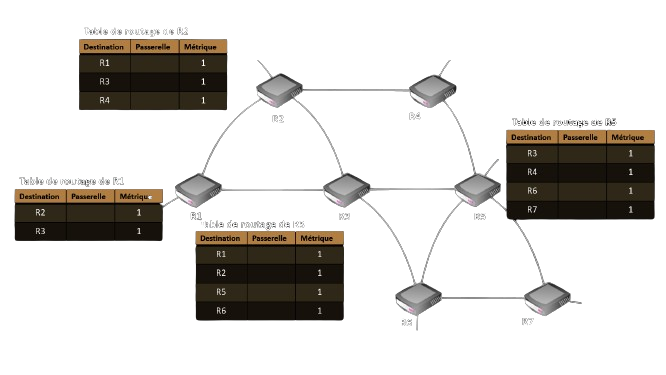 Table de routage de R2
Destination Passerelle Métrique
R1 1
R3 1
R4 1
R2
R4
Table de routage de R5
Destination Passerelle Métrique
R3 1
R4 1
R6 1
R7 1
Table de routage de R1
Destination Passerelle Métrique
R2 1
R3 1
R1
R3
R5
Table de routage de R3
Destination Passerelle Métrique
R1 1
R2 1
R5 1
R6 1
R6
R7